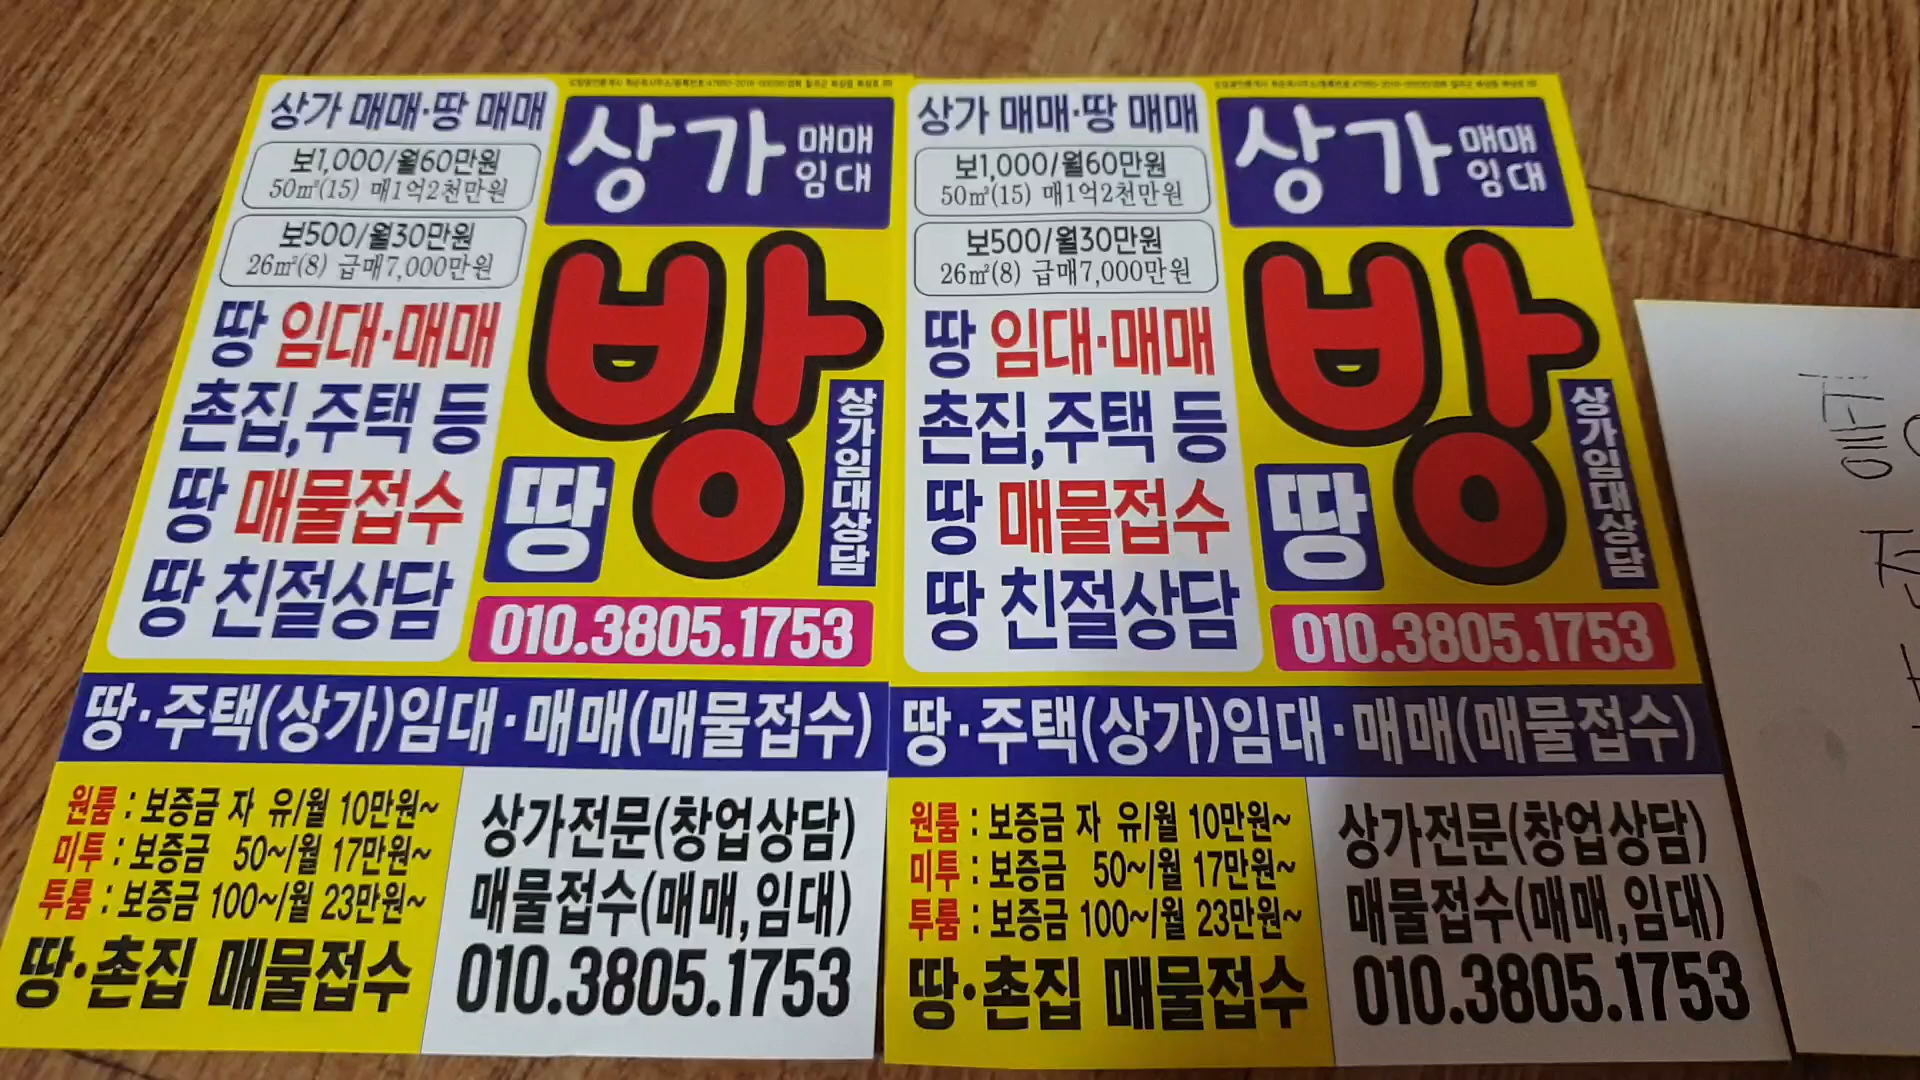 상가 매매·땅 매매
보1,000/월60만원
50㎡(15) 매1억2천만원
보500/월30만원
26㎡(8) 급매7,000만원
땅 임대·매매
촌집,주택 등
땅 매물접수
땅 친절상담
상가 매매 임대
방
땅
상가임대상담
010.3805.1753
땅·주택(상가)임대·매매(매물접수)
원룸 : 보증금 자 유/월 10만원~
미투 : 보증금 50~/월 17만원~
투룸 : 보증금 100~/월 23만원~
땅·촌집 매물접수
상가전문(창업상담)
매물접수(매매,임대)
010.3805.1753
상가 매매·땅 매매
보1,000/월60만원
50㎡(15) 매1억2천만원
보500/월30만원
26㎡(8) 급매7,000만원
땅 임대·매매
촌집,주택 등
땅 매물접수
땅 친절상담
상가 매매 임대
방
땅
상가임대상담
010.3805.1753
땅·주택(상가)임대·매매(매물접수)
원룸 : 보증금 자 유/월 10만원~
미투 : 보증금 50~/월 17만원~
투룸 : 보증금 100~/월 23만원~
땅·촌집 매물접수
상가전문(창업상담)
매물접수(매매,임대)
010.3805.1753